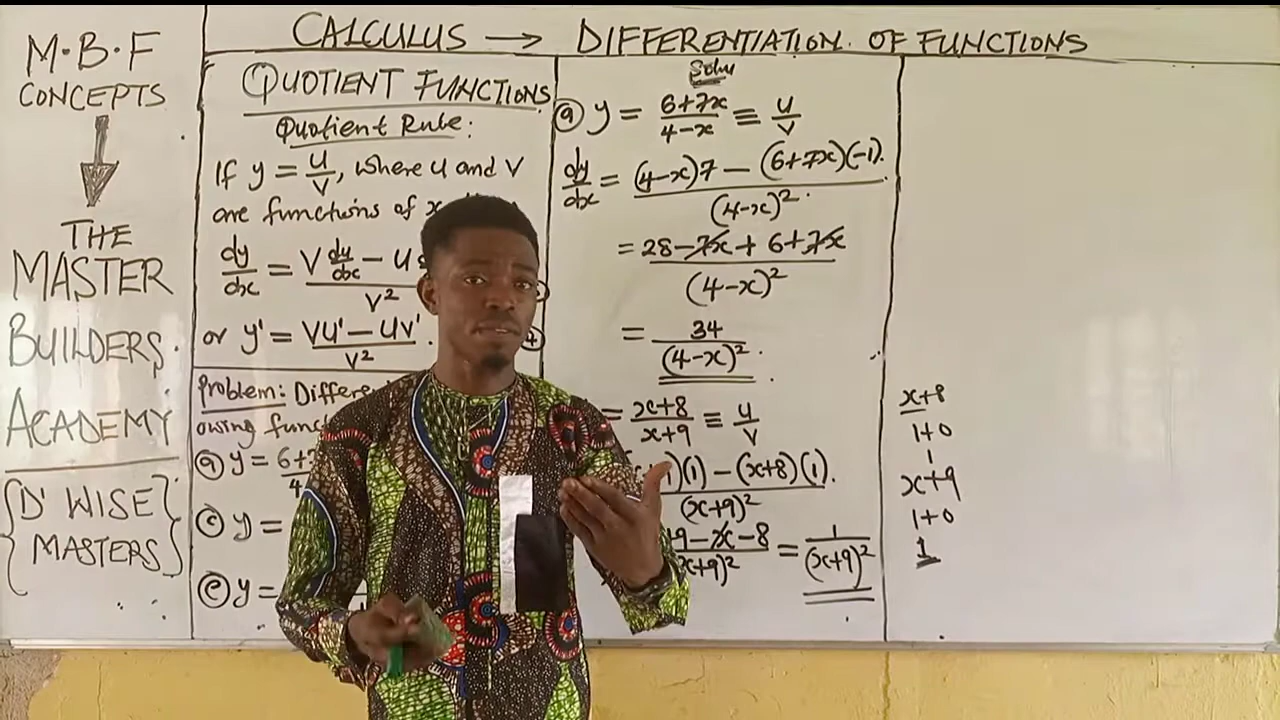 M.B.F
CONCEPTS
THE
MASTER
BUILDERS
ACADEMY
{D' WISE
MASTERS}
CALCULUS → DIFFERENTIATION OF FUNCTIONS
QUOTIENT FUNCTIONS
Quotient Rule:
If y = u/v, where u and v
are functions of x
dy/dx = (V du/dx - U
V²
or y' = (VU' - UV')/V².
Problem: Differe
owing func
(a) y = 6+7
4
(c) y =
(e) y =
Soln
(a) y = (6+7x)/(4-x) ≡ u/v
dy/dx = ((4-x)7 - (6+7x)(-1))/(4-x)².
= (28-7x+6+7x)/(4-x)²
= 34/(4-x)².
= (x+8)/(x+9) ≡ u/v
)(1) - (x+8)(1).
(x+9)²
9-x-8
x+9)² = 1/(x+9)²
x+8
1+0
1
x+9
1+0
1